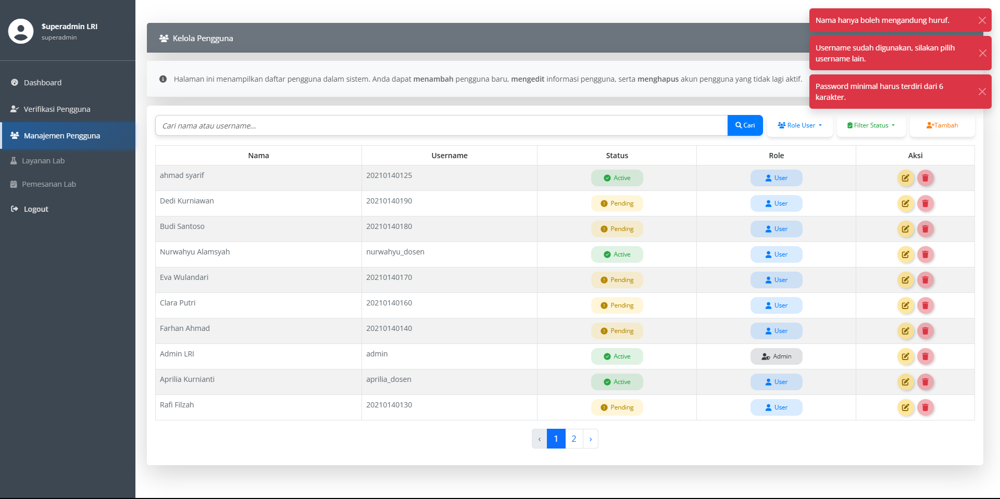 $uperadmin LRI
superadmin
Dashboard
Verifikasi Pengguna
Manajemen Pengguna
Layanan Lab
Pemesanan Lab
Logout
Kelola Pengguna
Nama hanya boleh mengandung huruf.
Username sudah digunakan, silakan pilih
username lain.
Password minimal harus terdiri dari 6
karakter.
Halaman ini menampilkan daftar pengguna dalam sistem. Anda dapat menambah pengguna baru, mengedit informasi pengguna, serta menghapus akun pengguna yang tidak lagi aktif.
Cari nama atau username... Cari Role User Filter Status Tambah
Nama Username Status Role Aksi
ahmad syarif 20210140125 Active User
Dedi Kurniawan 20210140190 Pending User
Budi Santoso 20210140180 Pending User
Nurwahyu Alamsyah nurwahyu_dosen Active User
Eva Wulandari 20210140170 Pending User
Clara Putri 20210140160 Pending User
Farhan Ahmad 20210140140 Pending User
Admin LRI admin Active Admin
Aprilia Kurnianti aprilia_dosen Active User
Rafi Filzah 20210140130 Pending User
‹ 1 2 ›